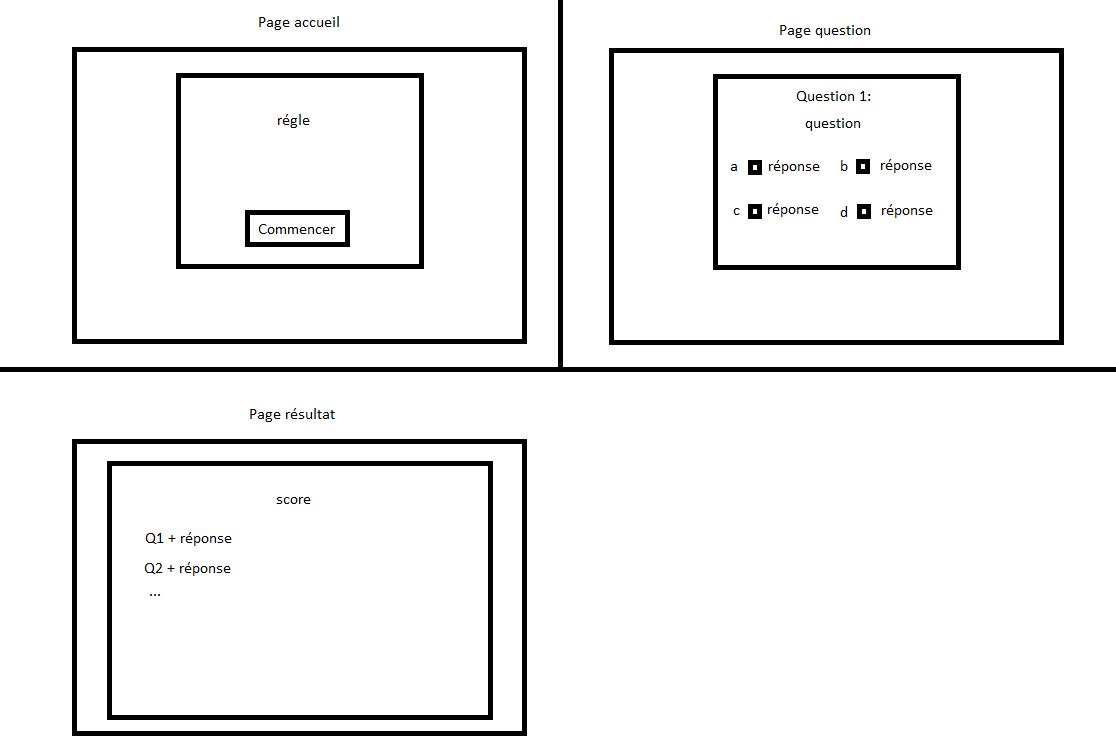 Page accueil
régle
Commencer
Page question
Question 1:
question
a réponse b réponse
c réponse d réponse
Page résultat
score
Q1 + réponse
Q2 + réponse
...